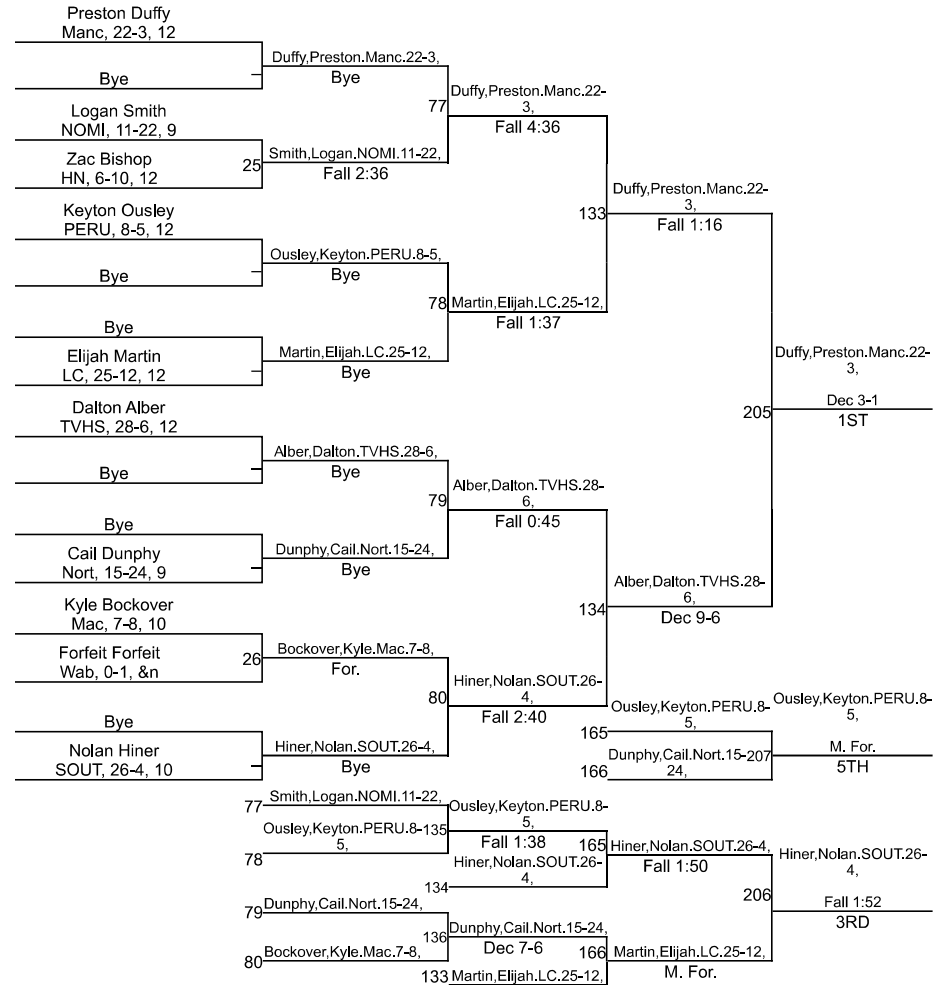 Preston Duffy
Manc, 22-3, 12
Bye
Duffy,Preston.Manc.22-3,
Bye
Logan Smith
NOMI, 11-22, 9
Zac Bishop
HN, 6-10, 12
25
Smith,Logan.NOMI.11-22,
Fall 2:36
77
Duffy,Preston.Manc.22-
3,
Fall 4:36
Keyton Ousley
PERU, 8-5, 12
Bye
Ousley,Keyton.PERU.8-5,
Bye
Bye
Elijah Martin
LC, 25-12, 12
Martin,Elijah.LC.25-12,
Bye
78
Martin,Elijah.LC.25-12,
Fall 1:37
133
Duffy,Preston.Manc.22-
3,
Fall 1:16
Dalton Alber
TVHS, 28-6, 12
Bye
Alber,Dalton.TVHS.28-6,
Bye
Bye
Cail Dunphy
Nort, 15-24, 9
Dunphy,Cail.Nort.15-24,
Bye
79
Alber,Dalton.TVHS.28-
6,
Fall 0:45
Kyle Bockover
Mac, 7-8, 10
Forfeit Forfeit
Wab, 0-1, &n
26
Bockover,Kyle.Mac.7-8,
For.
Bye
Nolan Hiner
SOUT, 26-4, 10
Hiner,Nolan.SOUT.26-4,
Bye
80
Hiner,Nolan.SOUT.26-
4,
Fall 2:40
134
Alber,Dalton.TVHS.28-
6,
Dec 9-6
205
Duffy,Preston.Manc.22-
3,
Dec 3-1
1ST
165
Ousley,Keyton.PERU.8-
5,
166
Dunphy,Cail.Nort.15-
24,
207
Ousley,Keyton.PERU.8-
5,
M. For.
5TH
77
Smith,Logan.NOMI.11-22,
78
Ousley,Keyton.PERU.8-
5,
135
Ousley,Keyton.PERU.8-
5,
Fall 1:38
134
Hiner,Nolan.SOUT.26-
4,
165
Hiner,Nolan.SOUT.26-4,
Fall 1:50
79
Dunphy,Cail.Nort.15-24,
80
Bockover,Kyle.Mac.7-8,
136
Dunphy,Cail.Nort.15-24,
Dec 7-6
133
Martin,Elijah.LC.25-12,
166
Martin,Elijah.LC.25-12,
M. For.
206
Hiner,Nolan.SOUT.26-
4,
Fall 1:52
3RD